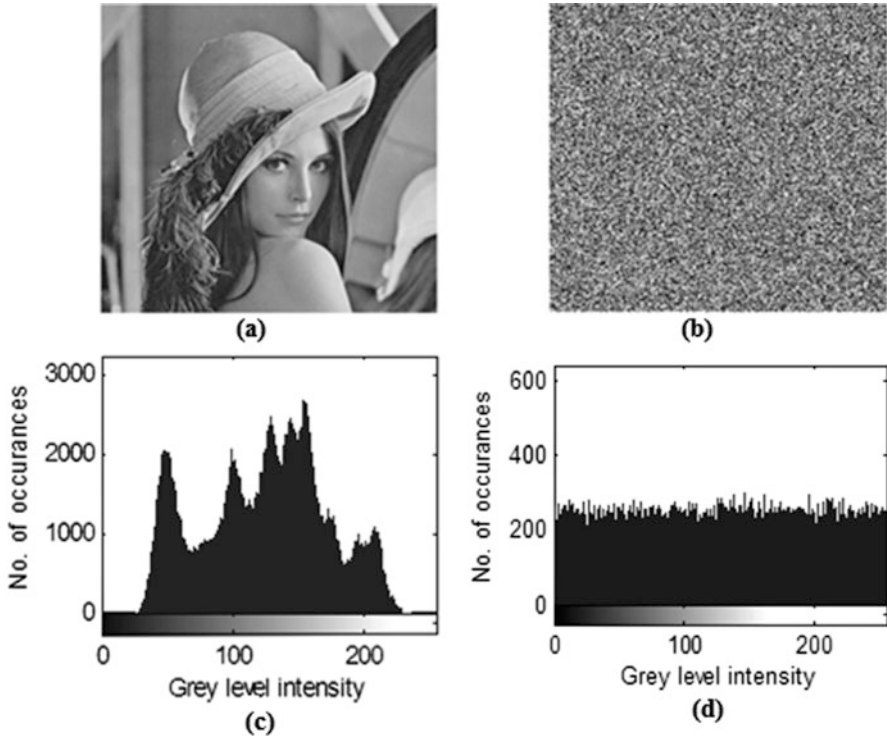 (a)
(b)
3000
2000
1000
0
No. of occurances
0 100 200
Grey level intensity
(c)
600
400
200
0
No. of occurances
0 100 200
Grey level intensity
(d)